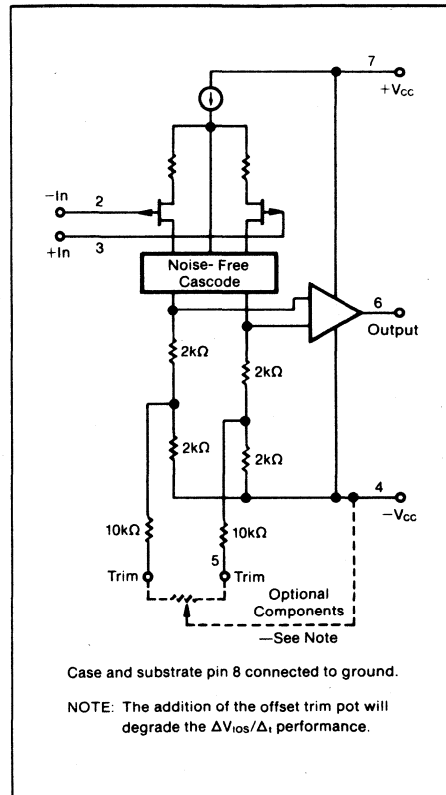 7
+Vcc
−In
2
+In
3
Noise- Free
Cascode
6
Output
2kΩ
2kΩ
2kΩ
2kΩ
4
−Vcc
10kΩ
5
10kΩ
Trim
Trim
Optional
Components
—See Note
Case and substrate pin 8 connected to ground.
NOTE: The addition of the offset trim pot will
degrade the ΔVIOS/Δt performance.